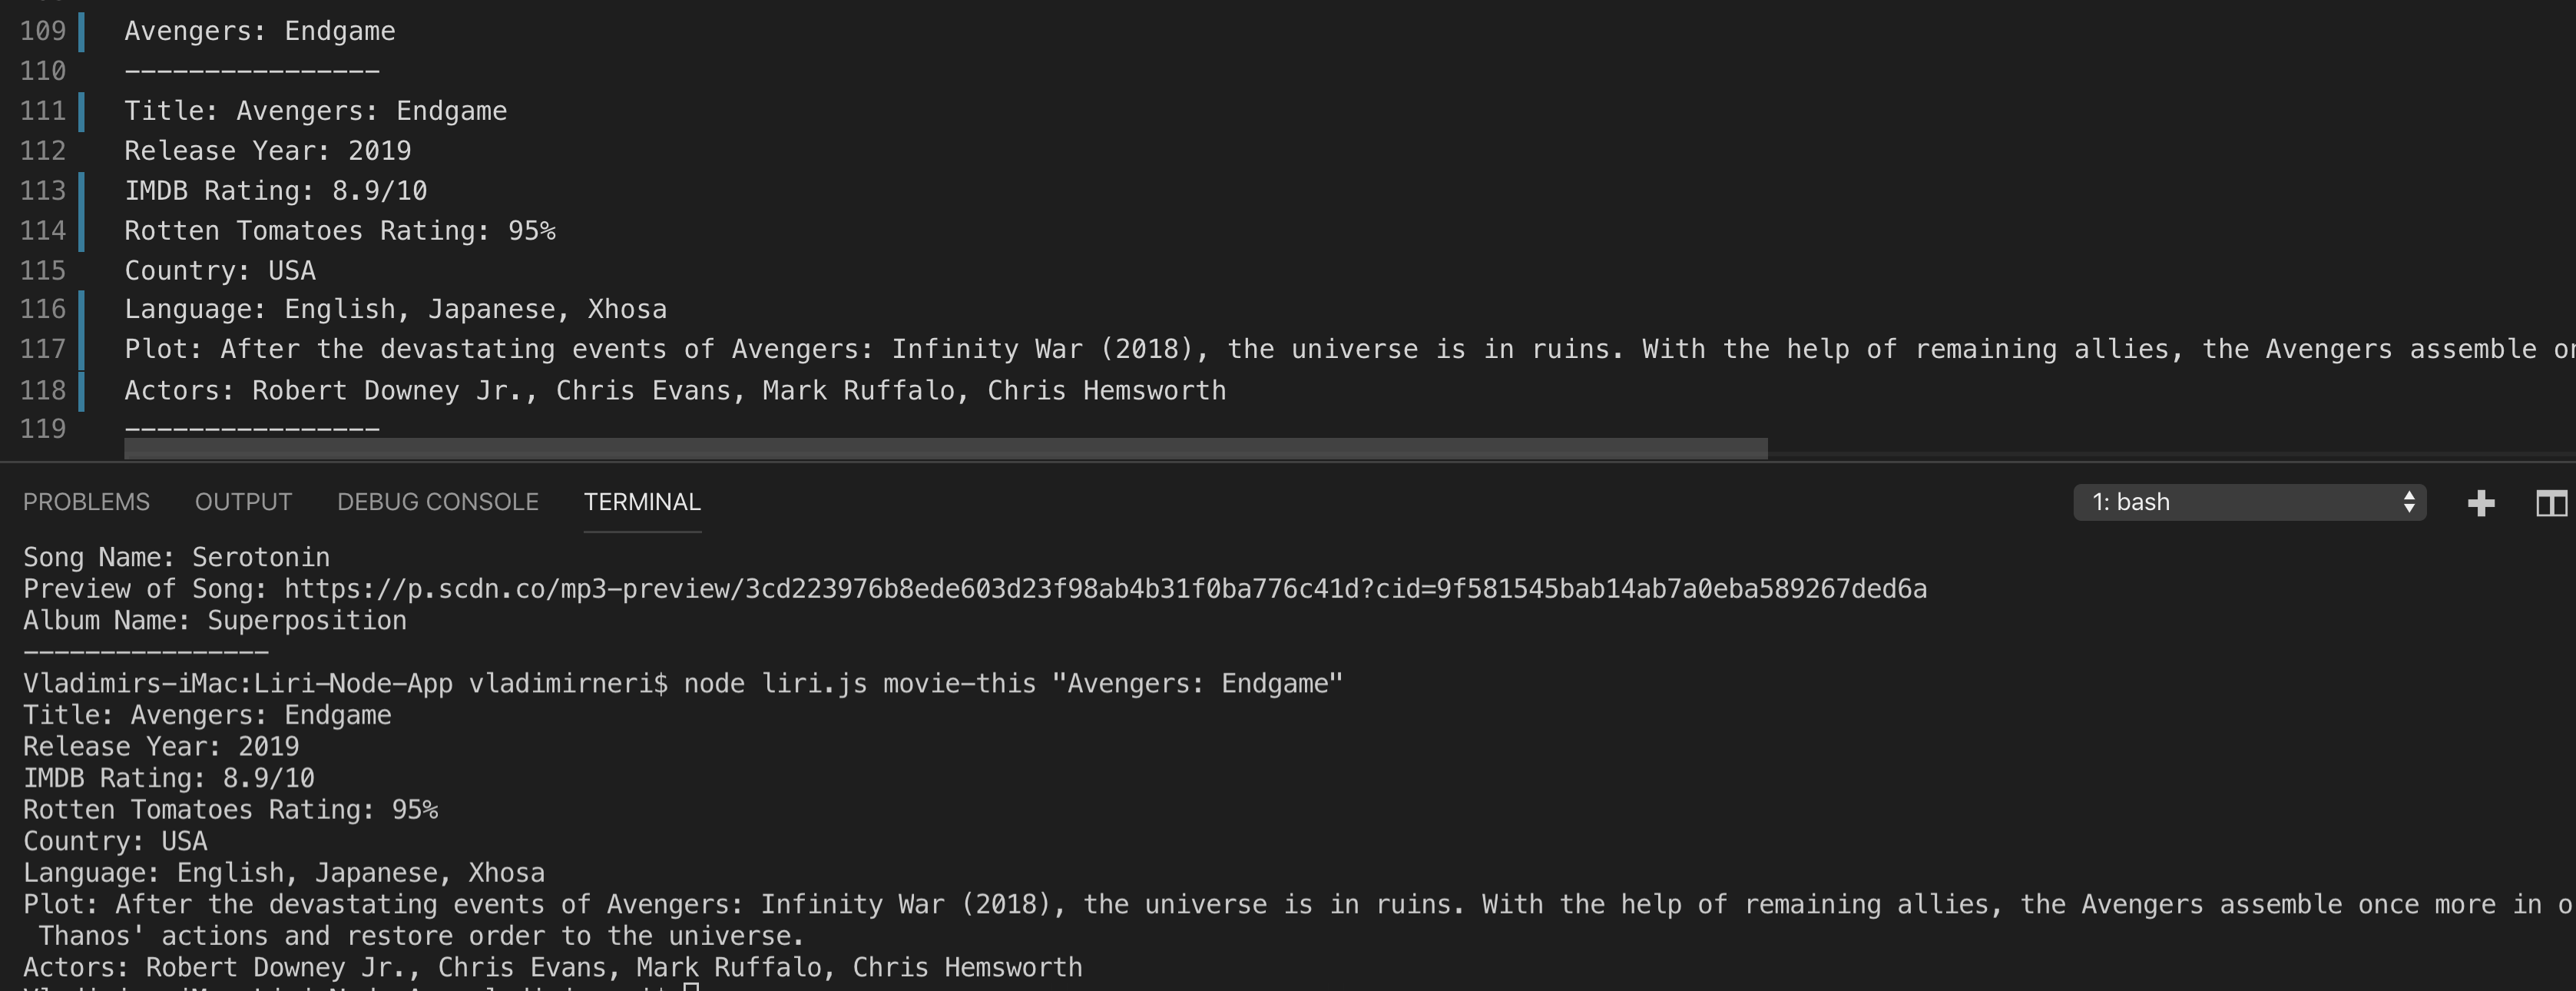 109 Avengers: Endgame
110 ----------------
111 Title: Avengers: Endgame
112 Release Year: 2019
113 IMDB Rating: 8.9/10
114 Rotten Tomatoes Rating: 95%
115 Country: USA
116 Language: English, Japanese, Xhosa
117 Plot: After the devastating events of Avengers: Infinity War (2018), the universe is in ruins. With the help of remaining allies, the Avengers assemble
118 Actors: Robert Downey Jr., Chris Evans, Mark Ruffalo, Chris Hemsworth
119 ----------------
PROBLEMS OUTPUT DEBUG CONSOLE TERMINAL 1: bash
Song Name: Serotonin
Preview of Song: https://p.scdn.co/mp3-preview/3cd223976b8ede603d23f98ab4b31f0ba776c41d?cid=9f581545bab14ab7a0eba589267ded6a
Album Name: Superposition
----------------
Vladimirs-iMac:Liri-Node-App vladimirneri$ node liri.js movie-this "Avengers: Endgame"
Title: Avengers: Endgame
Release Year: 2019
IMDB Rating: 8.9/10
Rotten Tomatoes Rating: 95%
Country: USA
Language: English, Japanese, Xhosa
Plot: After the devastating events of Avengers: Infinity War (2018), the universe is in ruins. With the help of remaining allies, the Avengers assemble once more in
Thanos' actions and restore order to the universe.
Actors: Robert Downey Jr., Chris Evans, Mark Ruffalo, Chris Hemsworth